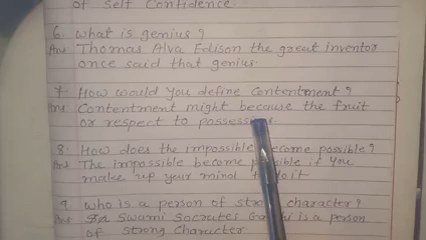 of self Confidence.
6. what is genius ?
Ans Thomas Alva Edison the great inventor
once said that genius.
7. How would you define Contentment ?
Ans Contentment might because the fruit
or respect to
8. How does the impossible become possible ?
Ans The impossible become possible if you
make up your mind to do it
9. who is a person of strong character ?
Ans Swami Socrates is a person
of strong Character.